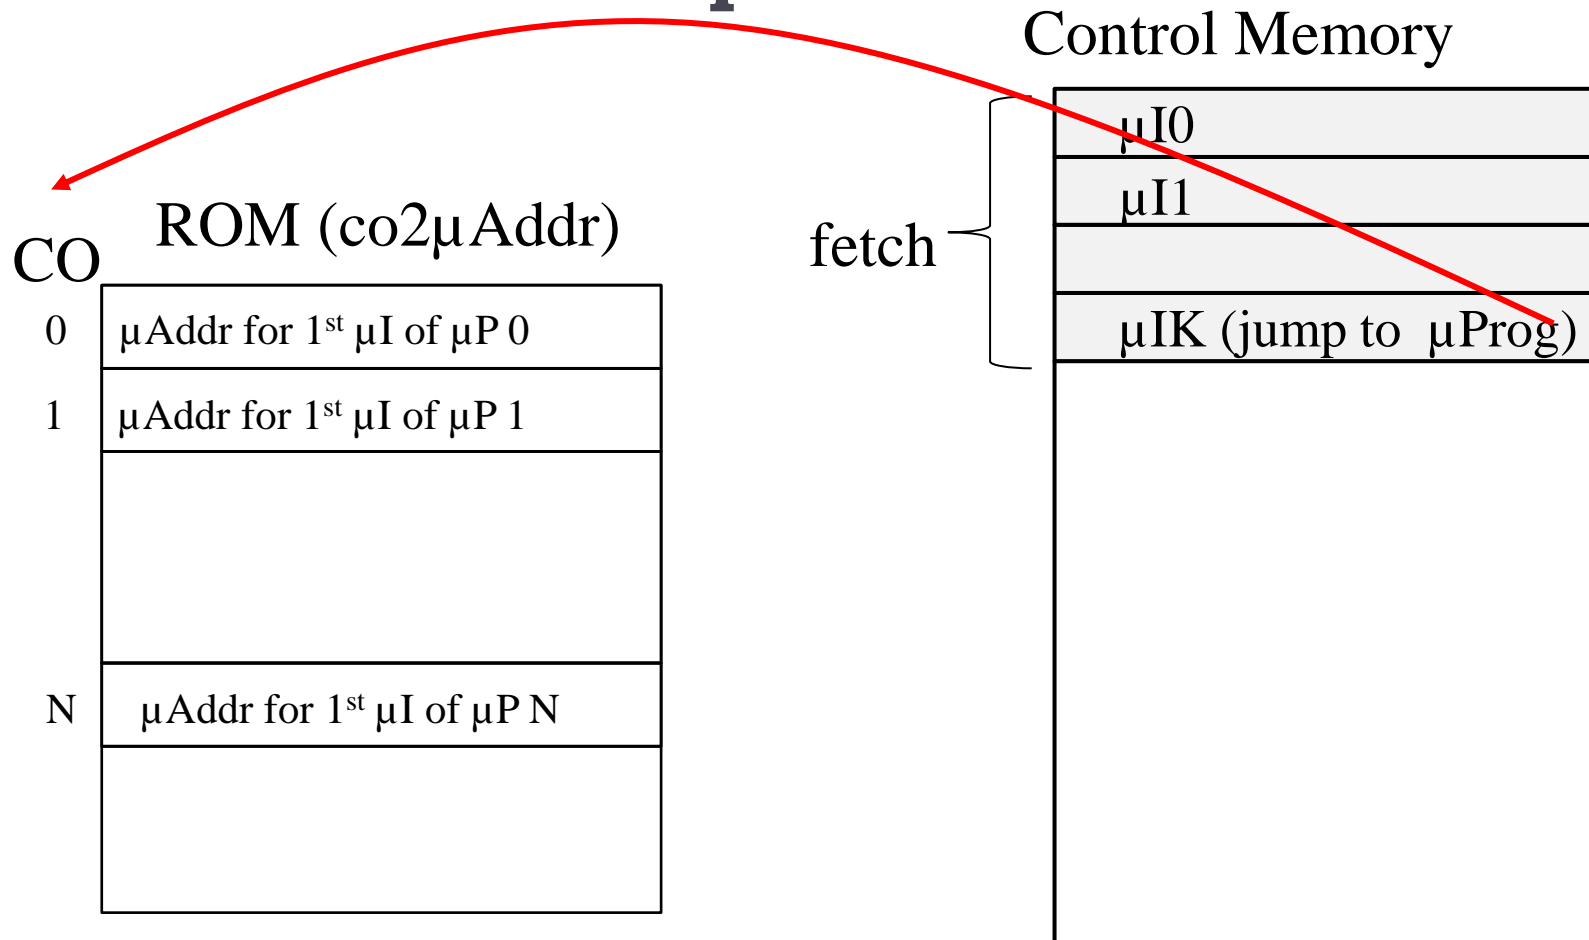 Control Memory
µI0
µI1
fetch
µIK (jump to µProg)
ROM (co2µAddr)
CO
0 µAddr for 1st µI of µP 0
1 µAddr for 1st µI of µP 1
N µAddr for 1st µI of µP N